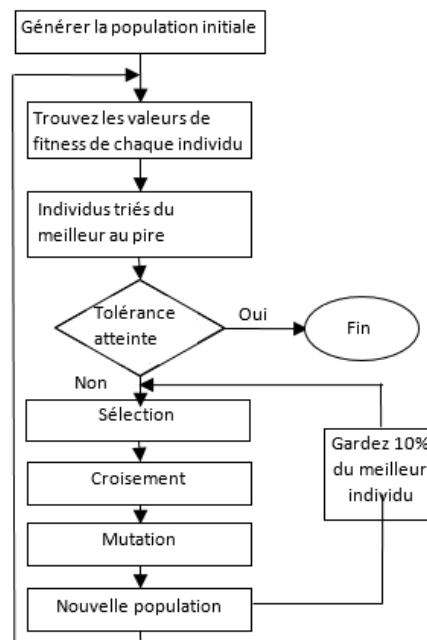 Générer la population initiale
Trouvez les valeurs de
fitness de chaque individu
Individus triés du
meilleur au pire
Tolérance
atteinte
Oui
Fin
Non
Sélection
Croisement
Mutation
Nouvelle population
Gardez 10%
du meilleur
individu